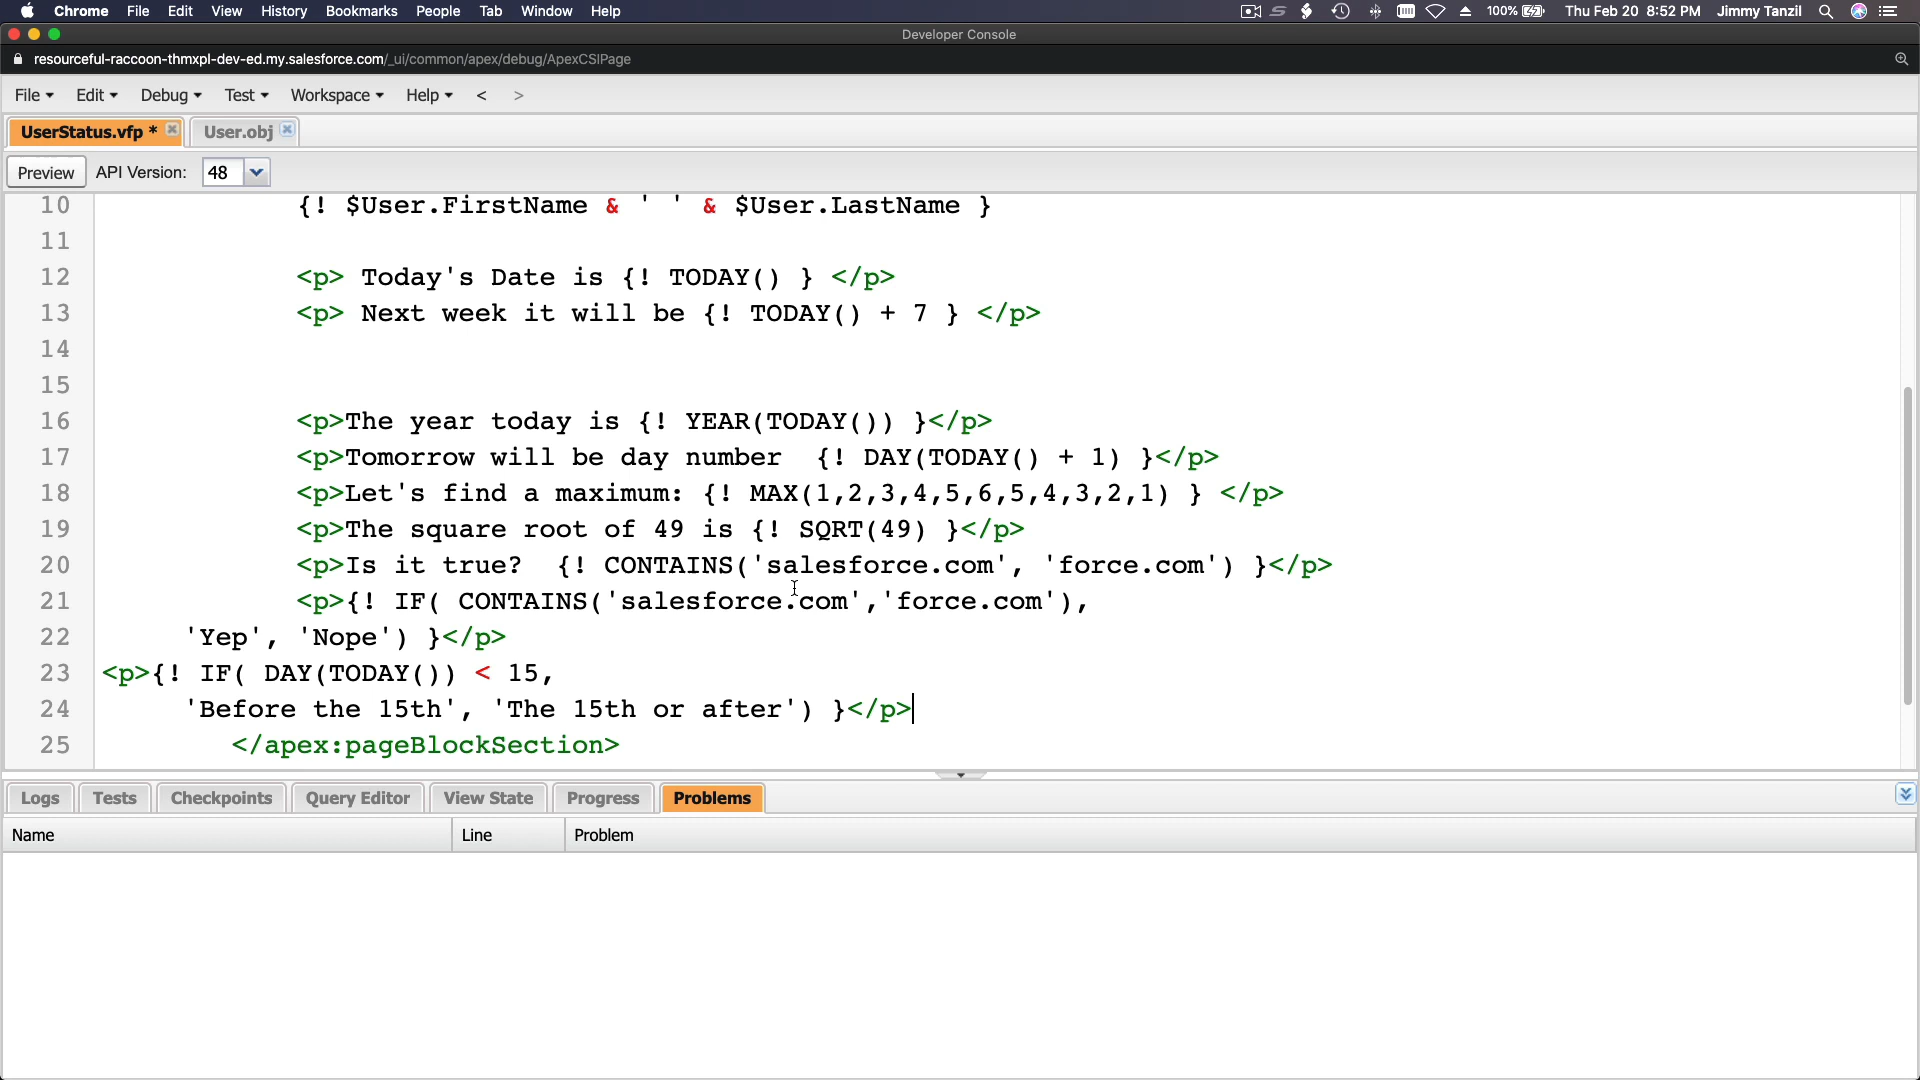 Chrome File Edit View History Bookmarks People Tab Window Help 100% Thu Feb 20 8:52 PM Jimmy Tanzil
Developer Console
resourceful-raccoon-thmxpl-dev-ed.my.salesforce.com/_ui/common/apex/debug/ApexCSIPage
File Edit Debug Test Workspace Help < >
UserStatus.vfp * User.obj
Preview API Version: 48
10 {! $User.FirstName & ' ' & $User.LastName }
11
12 <p> Today's Date is {! TODAY() } </p>
13 <p> Next week it will be {! TODAY() + 7 } </p>
14
15
16 <p>The year today is {! YEAR(TODAY()) }</p>
17 <p>Tomorrow will be day number  {! DAY(TODAY() + 1) }</p>
18 <p>Let's find a maximum: {! MAX(1,2,3,4,5,6,5,4,3,2,1) } </p>
19 <p>The square root of 49 is {! SQRT(49) }</p>
20 <p>Is it true?  {! CONTAINS('salesforce.com', 'force.com') }</p>
21 <p>{! IF( CONTAINS('salesforce.com','force.com'),
22 'Yep', 'Nope') }</p>
23 <p>{! IF( DAY(TODAY()) < 15,
24 'Before the 15th', 'The 15th or after') }</p>
25 </apex:pageBlockSection>
Logs Tests Checkpoints Query Editor View State Progress Problems
Name Line Problem